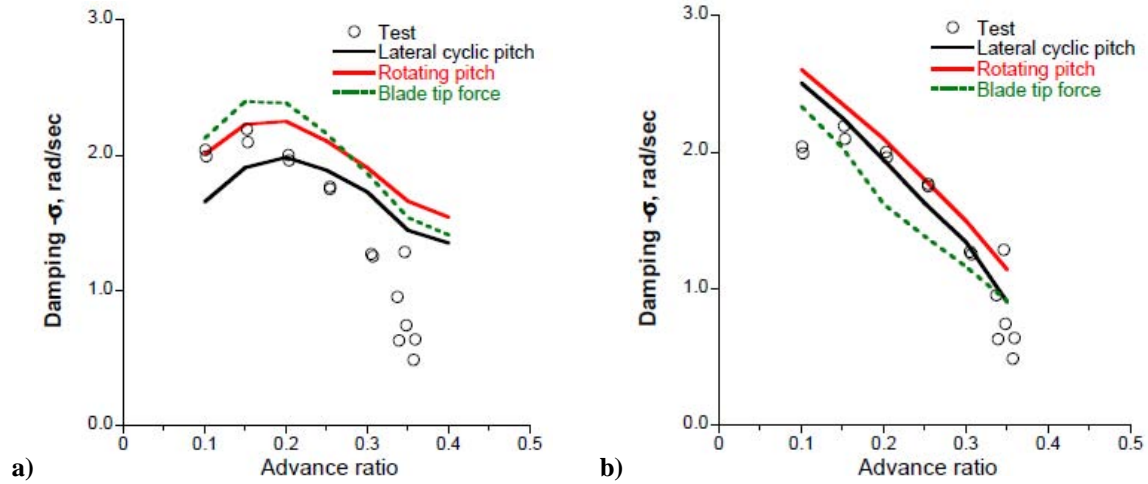 3.0
Test
Lateral cyclic pitch
Rotating pitch
Blade tip force
2.0
1.0
0.0
Damping -σ, rad/sec
0 0.1 0.2 0.3 0.4 0.5
Advance ratio
a)
3.0
Test
Lateral cyclic pitch
Rotating pitch
Blade tip force
2.0
1.0
0.0
Damping -σ, rad/sec
0 0.1 0.2 0.3 0.4 0.5
Advance ratio
b)